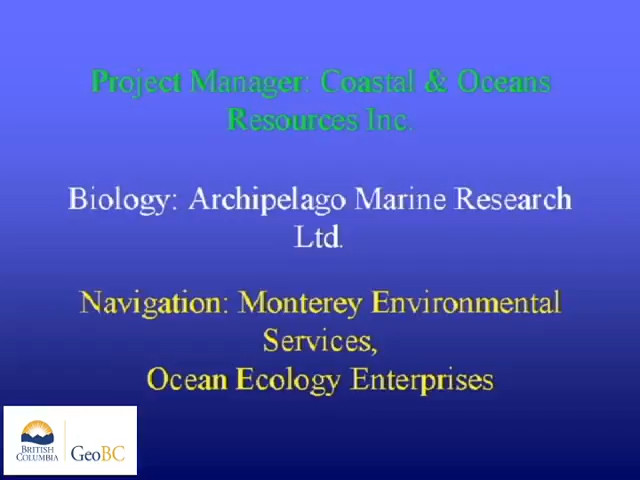 Project Manager: Coastal & Oceans
Resources Inc.
Biology: Archipelago Marine Research
Ltd.
Navigation: Monterey Environmental
Services,
Ocean Ecology Enterprises
BRITISH
COLUMBIA
GeoBC